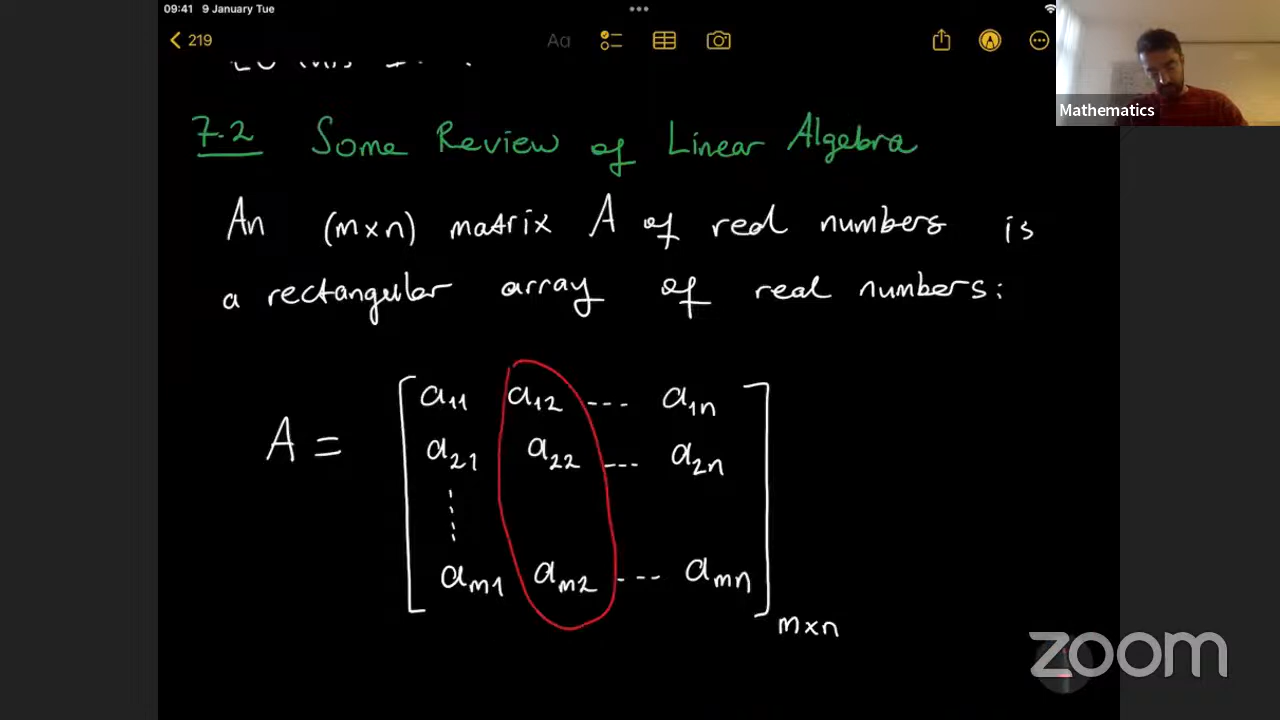 09:41 9 January Tue
219
Aa
Mathematics
7.2 Some Review of Linear Algebra
An (m×n) matrix A of real numbers is
a rectangular array of real numbers:
a11 a12 --- a1n
A = a21 a22 --- a2n
am1 am2 --- amn
m×n
zoom